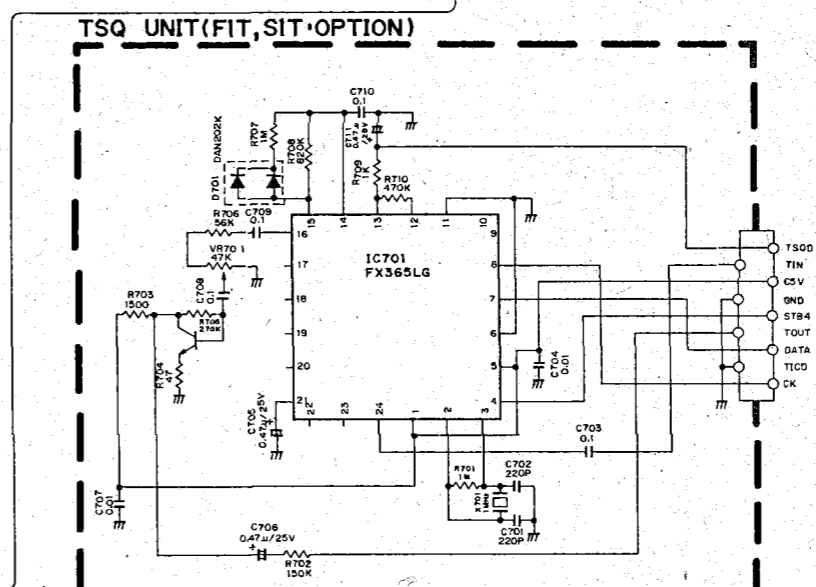 TSQ UNIT(FIT, SIT·OPTION)
C710
0.1
DAN202K
R707
1M
R708
820K
C711
0.47μ
/25V
D701
R709
1K
R710
470K
R706
56K
C709
0.1
15
14
13
12
11
10
16
IC701
FX365LG
9
VR701
47K
17
8
TSQD
TIN
C5V
GND
STB4
TOUT
DATA
TICD
CK
R703
1500
C708
0.1
18
7
R705
270K
19
6
R704
47
20
5
C704
0.01
21
4
22
23
24
1
2
3
C705
0.47μ/25V
C703
0.1
R701
1M
C702
220P
X701
1MHz
C701
220P
C707
0.01
C706
0.47μ/25V
R702
150K